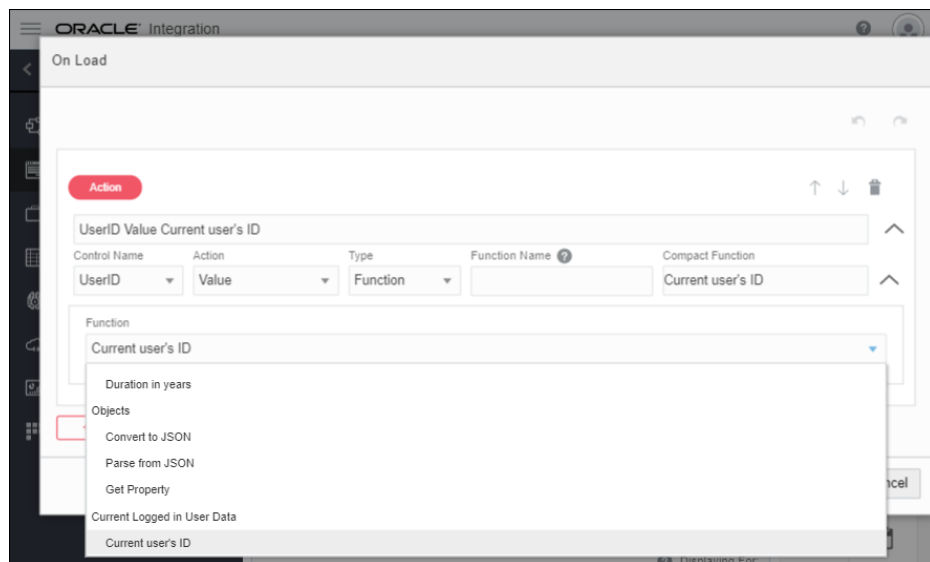 ORACLE Integration
On Load
Action
UserID Value Current user's ID
Control Name Action Type Function Name Compact Function
UserID Value Function Current user's ID
Function
Current user's ID
Duration in years
Objects
Convert to JSON
Parse from JSON
Get Property
Current Logged in User Data
Current user's ID